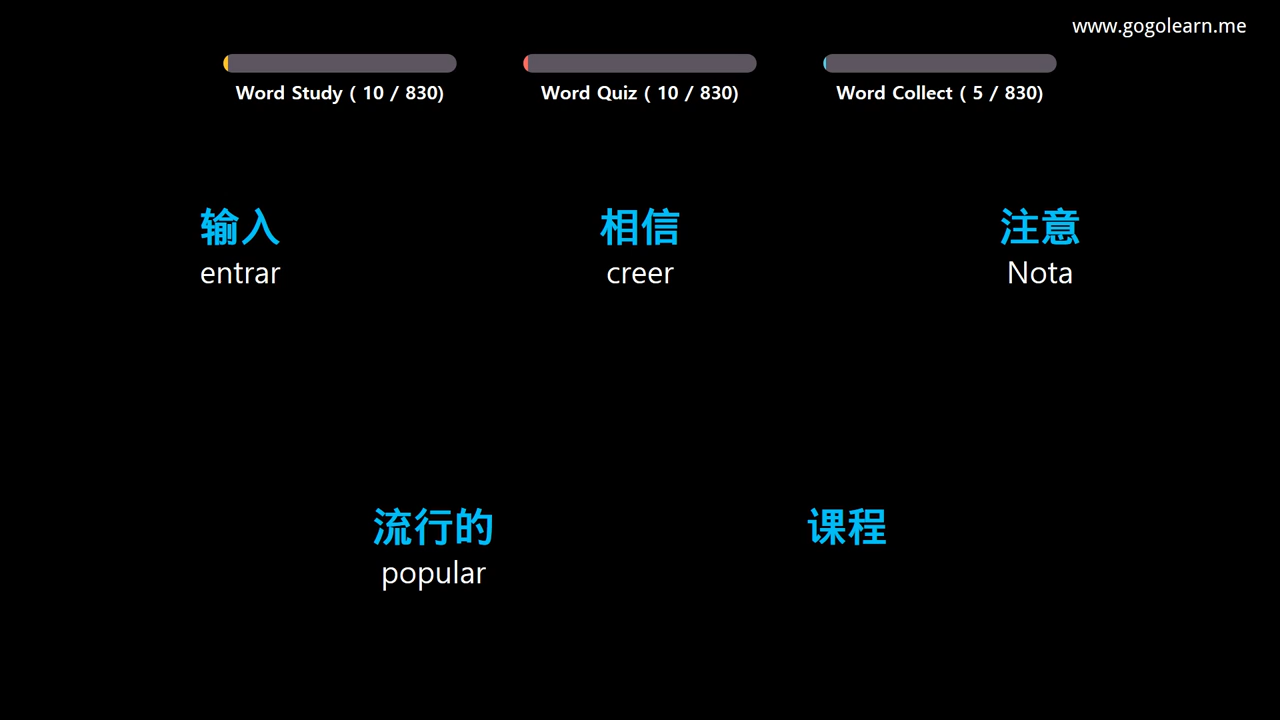 www.gogolearn.me
Word Study ( 10 / 830)
Word Quiz ( 10 / 830)
Word Collect ( 5 / 830)
输入
entrar
相信
creer
注意
Nota
流行的
popular
课程